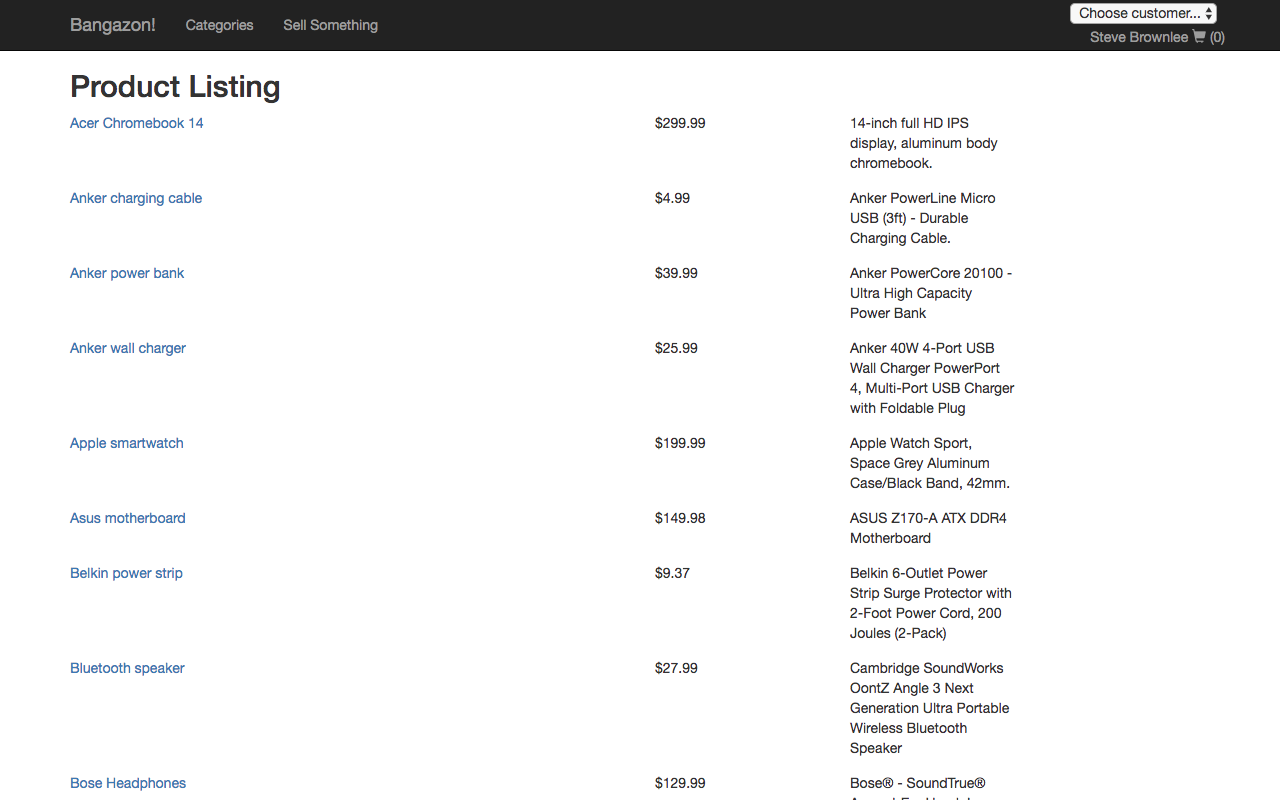 Bangazon! Categories Sell Something Choose customer...
Steve Brownlee (0)
Product Listing
Acer Chromebook 14 $299.99 14-inch full HD IPS
display, aluminum body
chromebook.
Anker charging cable $4.99 Anker PowerLine Micro
USB (3ft) - Durable
Charging Cable.
Anker power bank $39.99 Anker PowerCore 20100 -
Ultra High Capacity
Power Bank
Anker wall charger $25.99 Anker 40W 4-Port USB
Wall Charger PowerPort
4, Multi-Port USB Charger
with Foldable Plug
Apple smartwatch $199.99 Apple Watch Sport,
Space Grey Aluminum
Case/Black Band, 42mm.
Asus motherboard $149.98 ASUS Z170-A ATX DDR4
Motherboard
Belkin power strip $9.37 Belkin 6-Outlet Power
Strip Surge Protector with
2-Foot Power Cord, 200
Joules (2-Pack)
Bluetooth speaker $27.99 Cambridge SoundWorks
OontZ Angle 3 Next
Generation Ultra Portable
Wireless Bluetooth
Speaker
Bose Headphones $129.99 Bose® - SoundTrue®